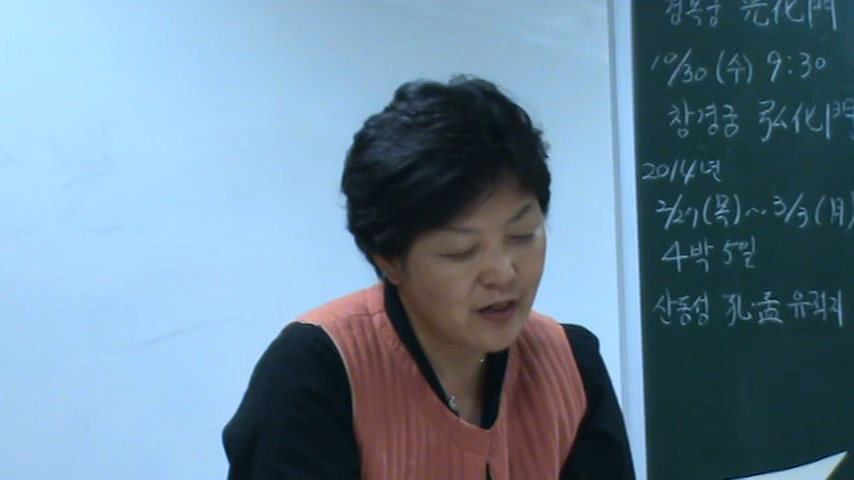 경복궁 光化門
10/30 (수) 9:30
창경궁 弘化門
2014년
2/27(목)~3/3(月)
4박 5일
산동성 孔·孟 유적지